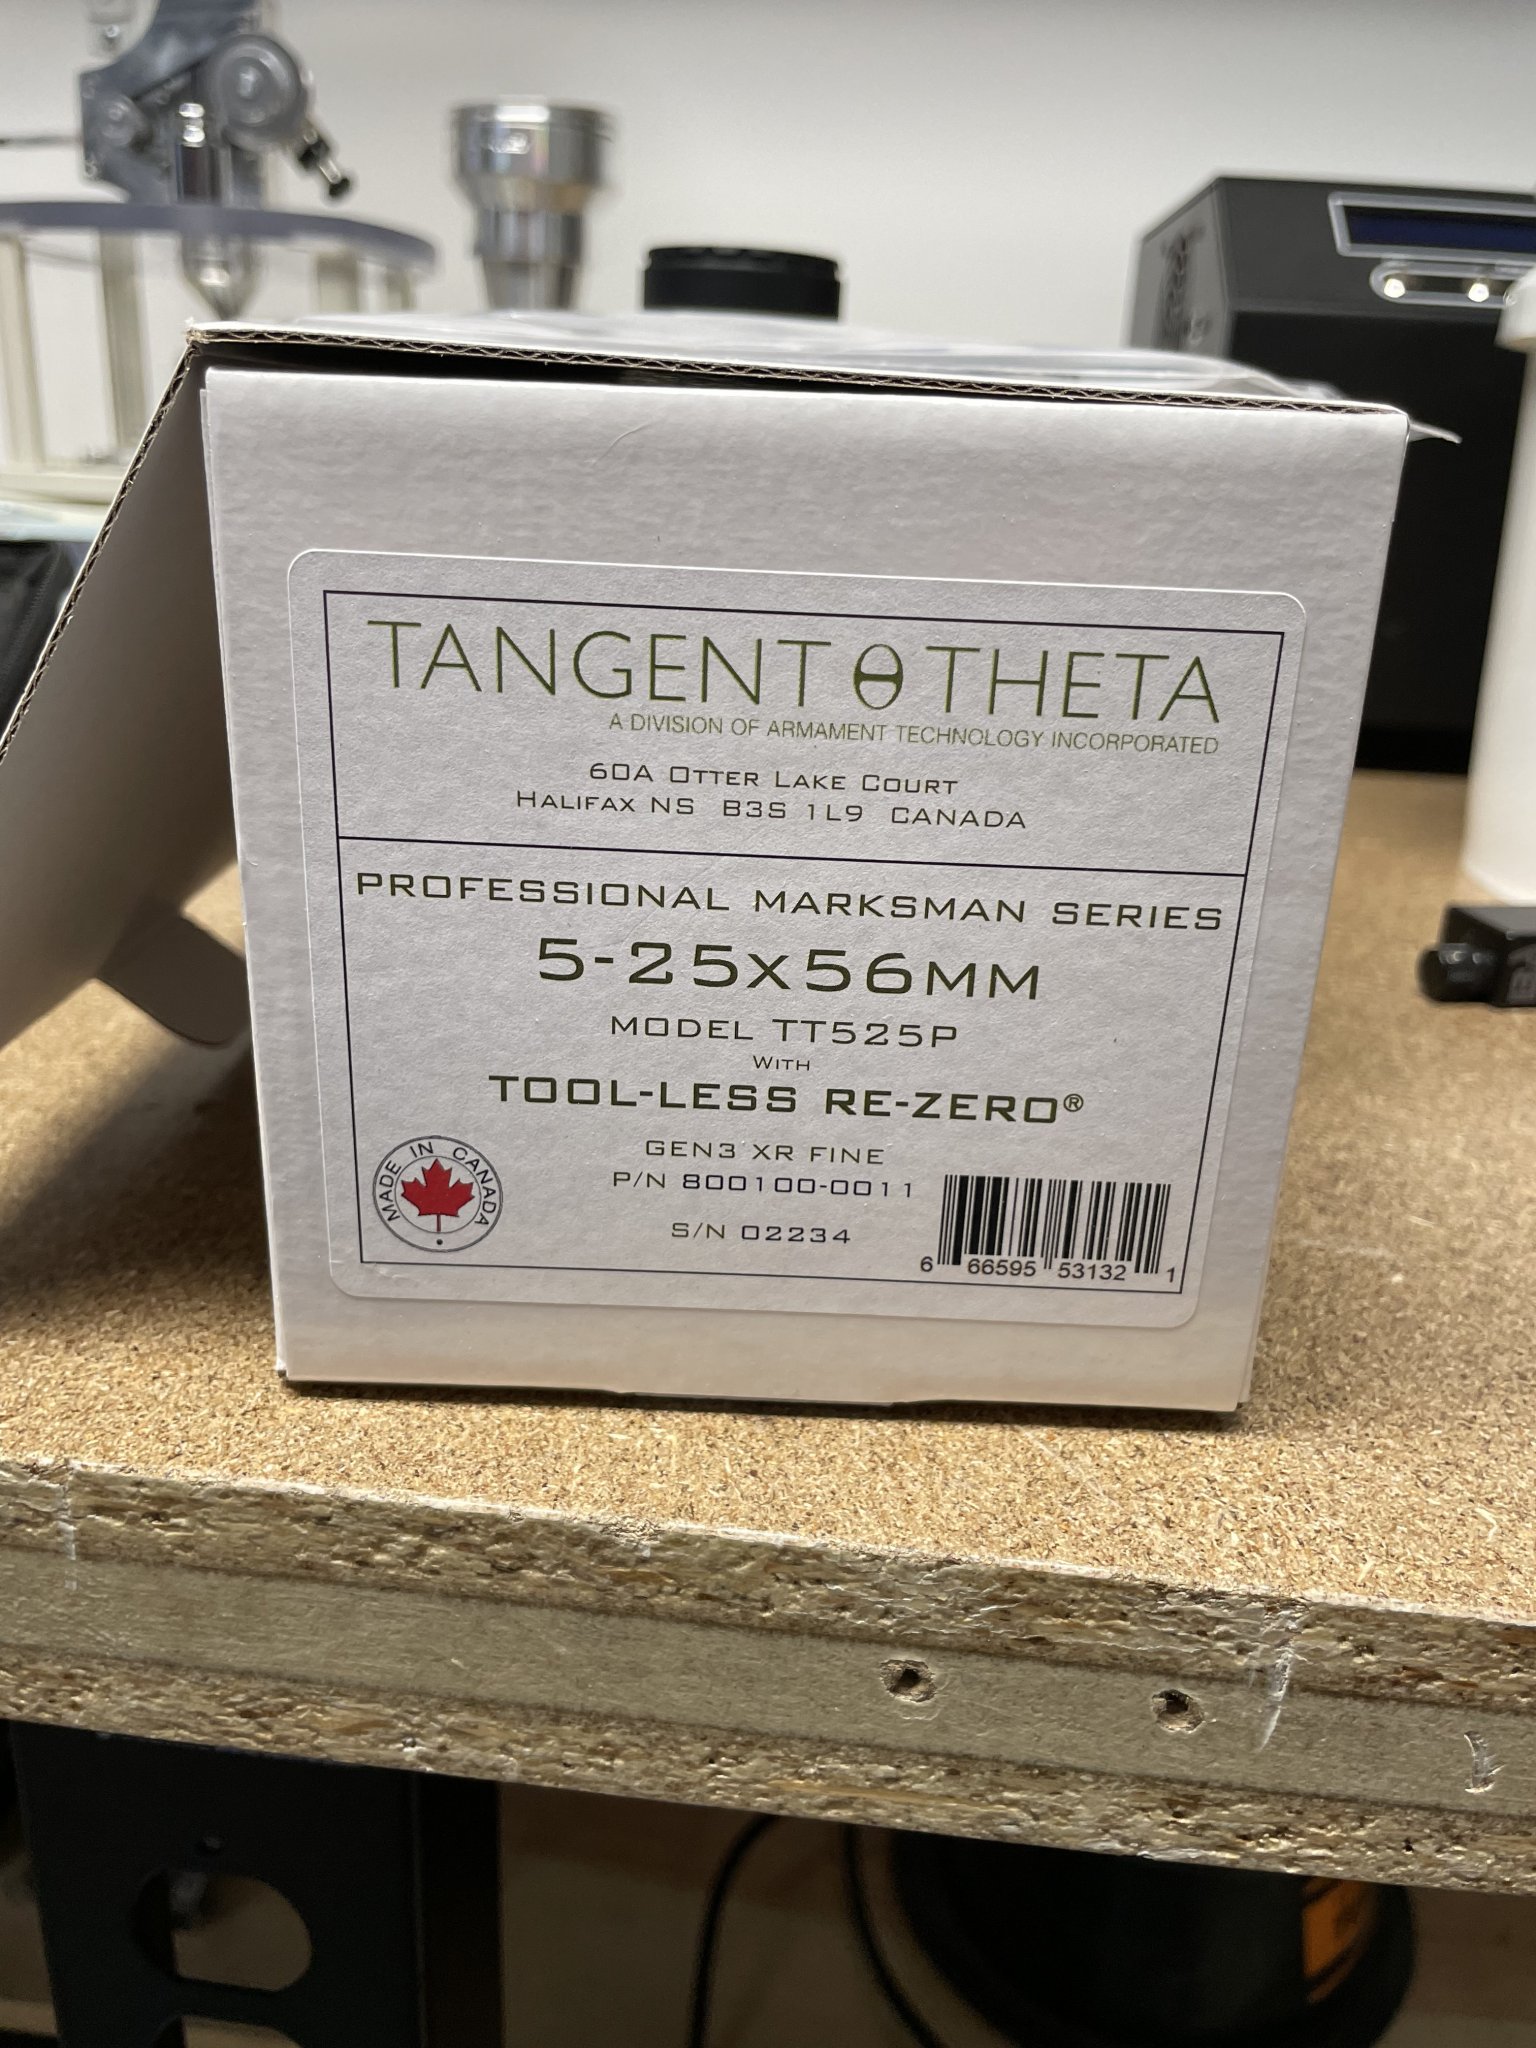 TANGENT θ THETA
A DIVISION OF ARMAMENT TECHNOLOGY INCORPORATED
60A OTTER LAKE COURT
HALIFAX NS B3S 1L9 CANADA
PROFESSIONAL MARKSMAN SERIES
5-25x56MM
MODEL TT525P
WITH
TOOL-LESS RE-ZERO®
GEN3 XR FINE
P/N 800100-0011
S/N 02234
MADE IN CANADA
6 66595 53132 1